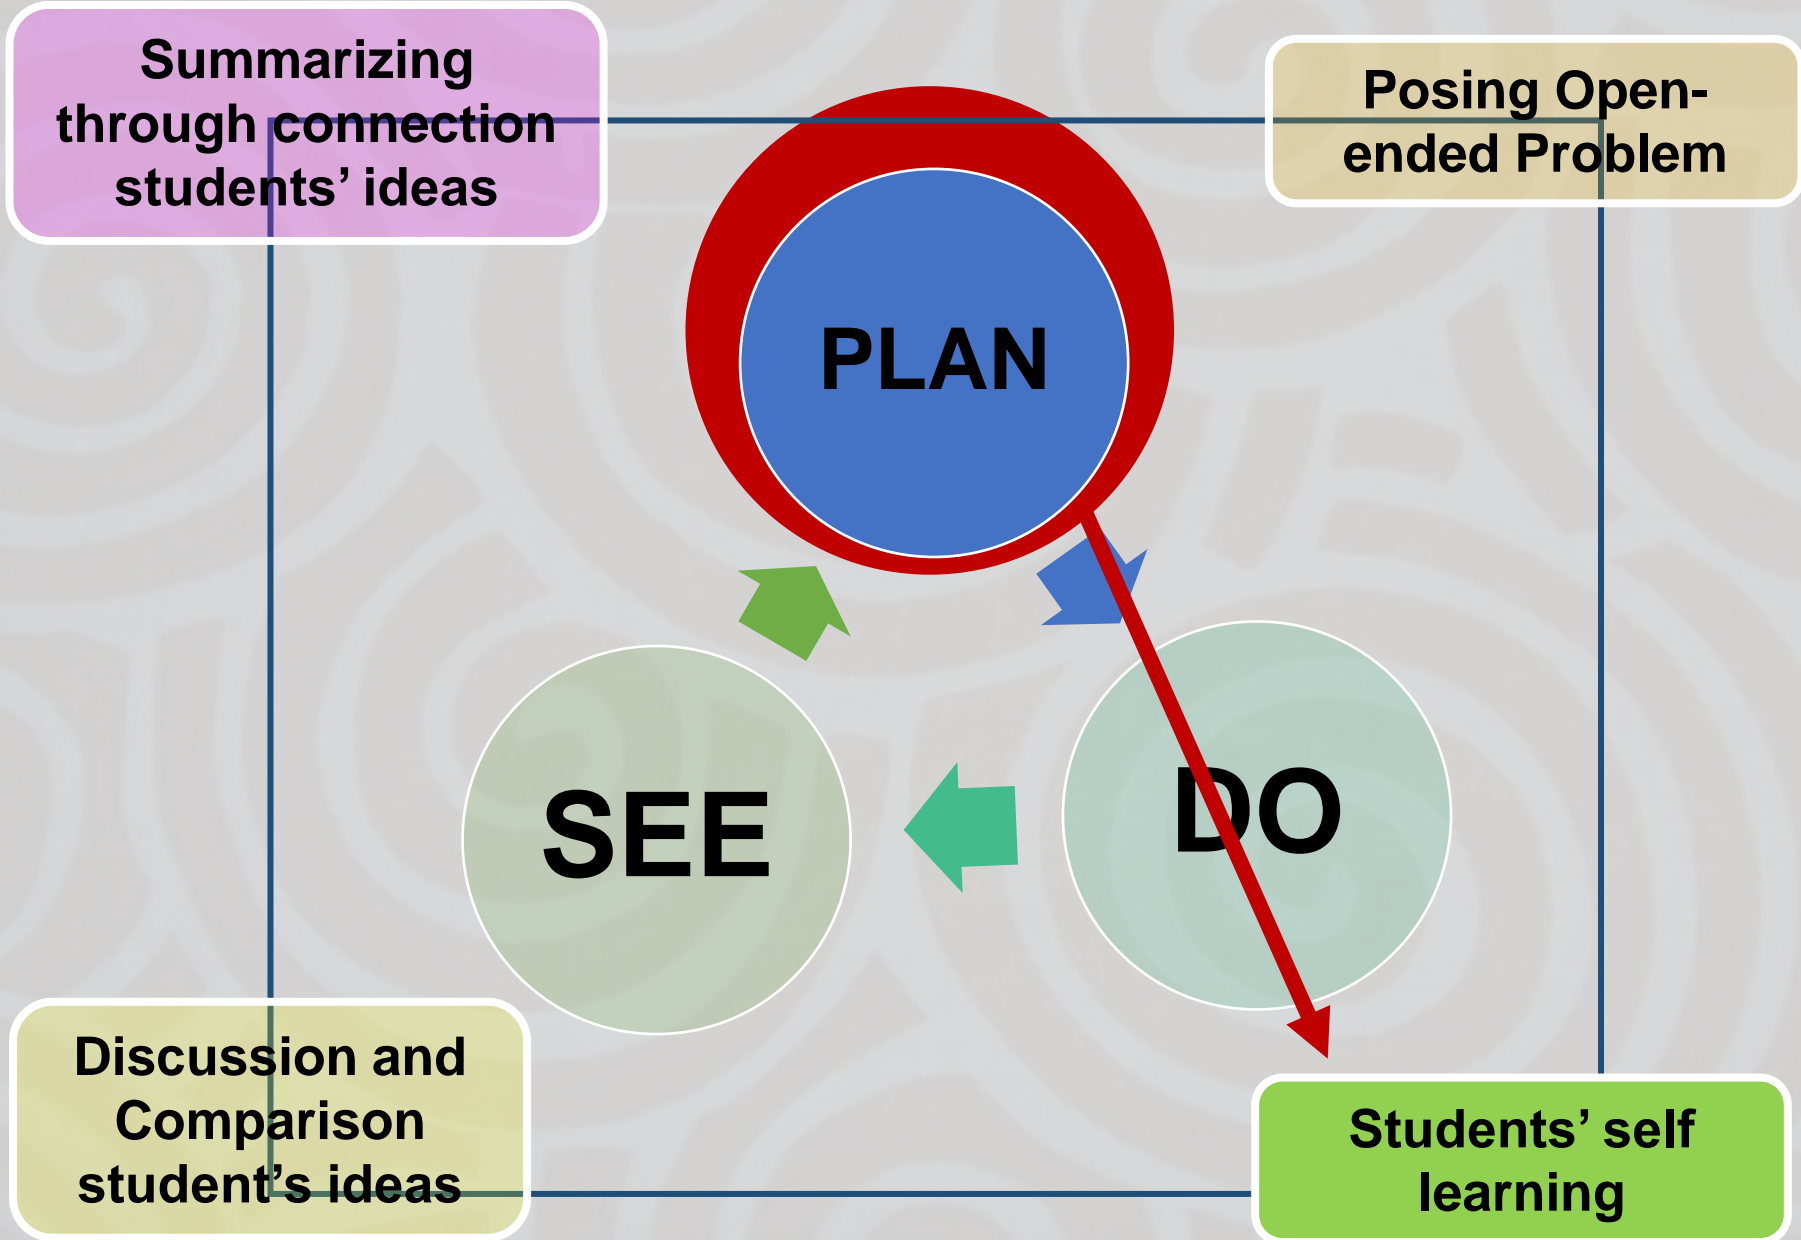 Summarizing
through connection
students’ ideas
Posing Open-
ended Problem
PLAN
SEE
DO
Discussion and
Comparison
student’s ideas
Students’ self
learning